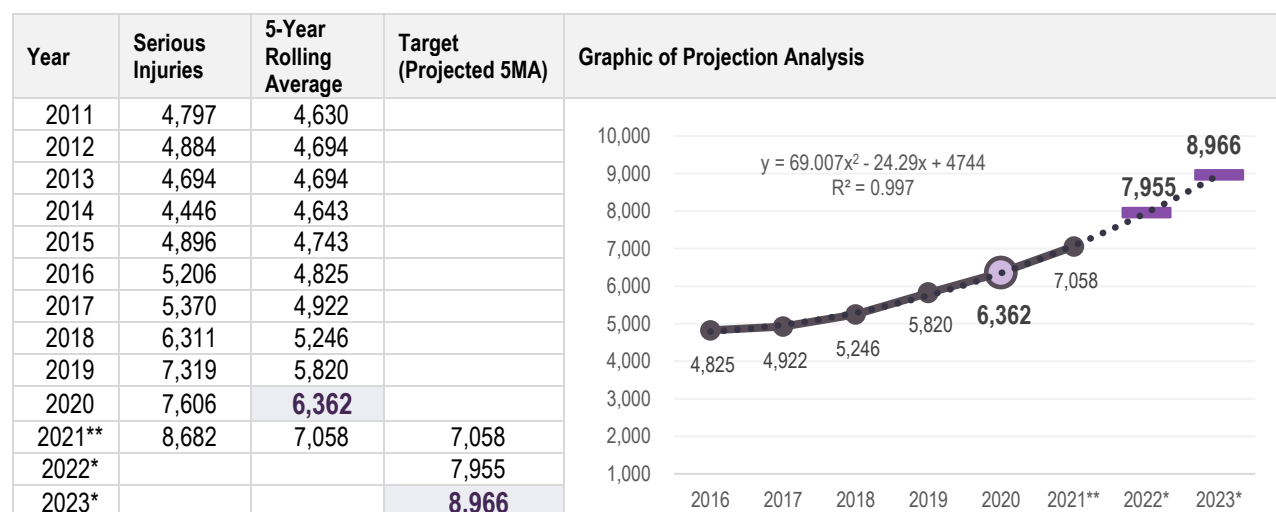 Year Serious Injuries 5-Year Rolling Average Target (Projected 5MA) Graphic of Projection Analysis
2011 4,797 4,630
2012 4,884 4,694
2013 4,694 4,694
2014 4,446 4,643
2015 4,896 4,743
2016 5,206 4,825
2017 5,370 4,922
2018 6,311 5,246
2019 7,319 5,820
2020 7,606 6,362
2021** 8,682 7,058 7,058
2022* 7,955
2023* 8,966
10,000
9,000
8,000
7,000
6,000
5,000
4,000
3,000
2,000
1,000
y = 69.007x² - 24.29x + 4744
R² = 0.997
4,825 4,922 5,246 5,820 6,362 7,058 7,955 8,966
2016 2017 2018 2019 2020 2021** 2022* 2023*